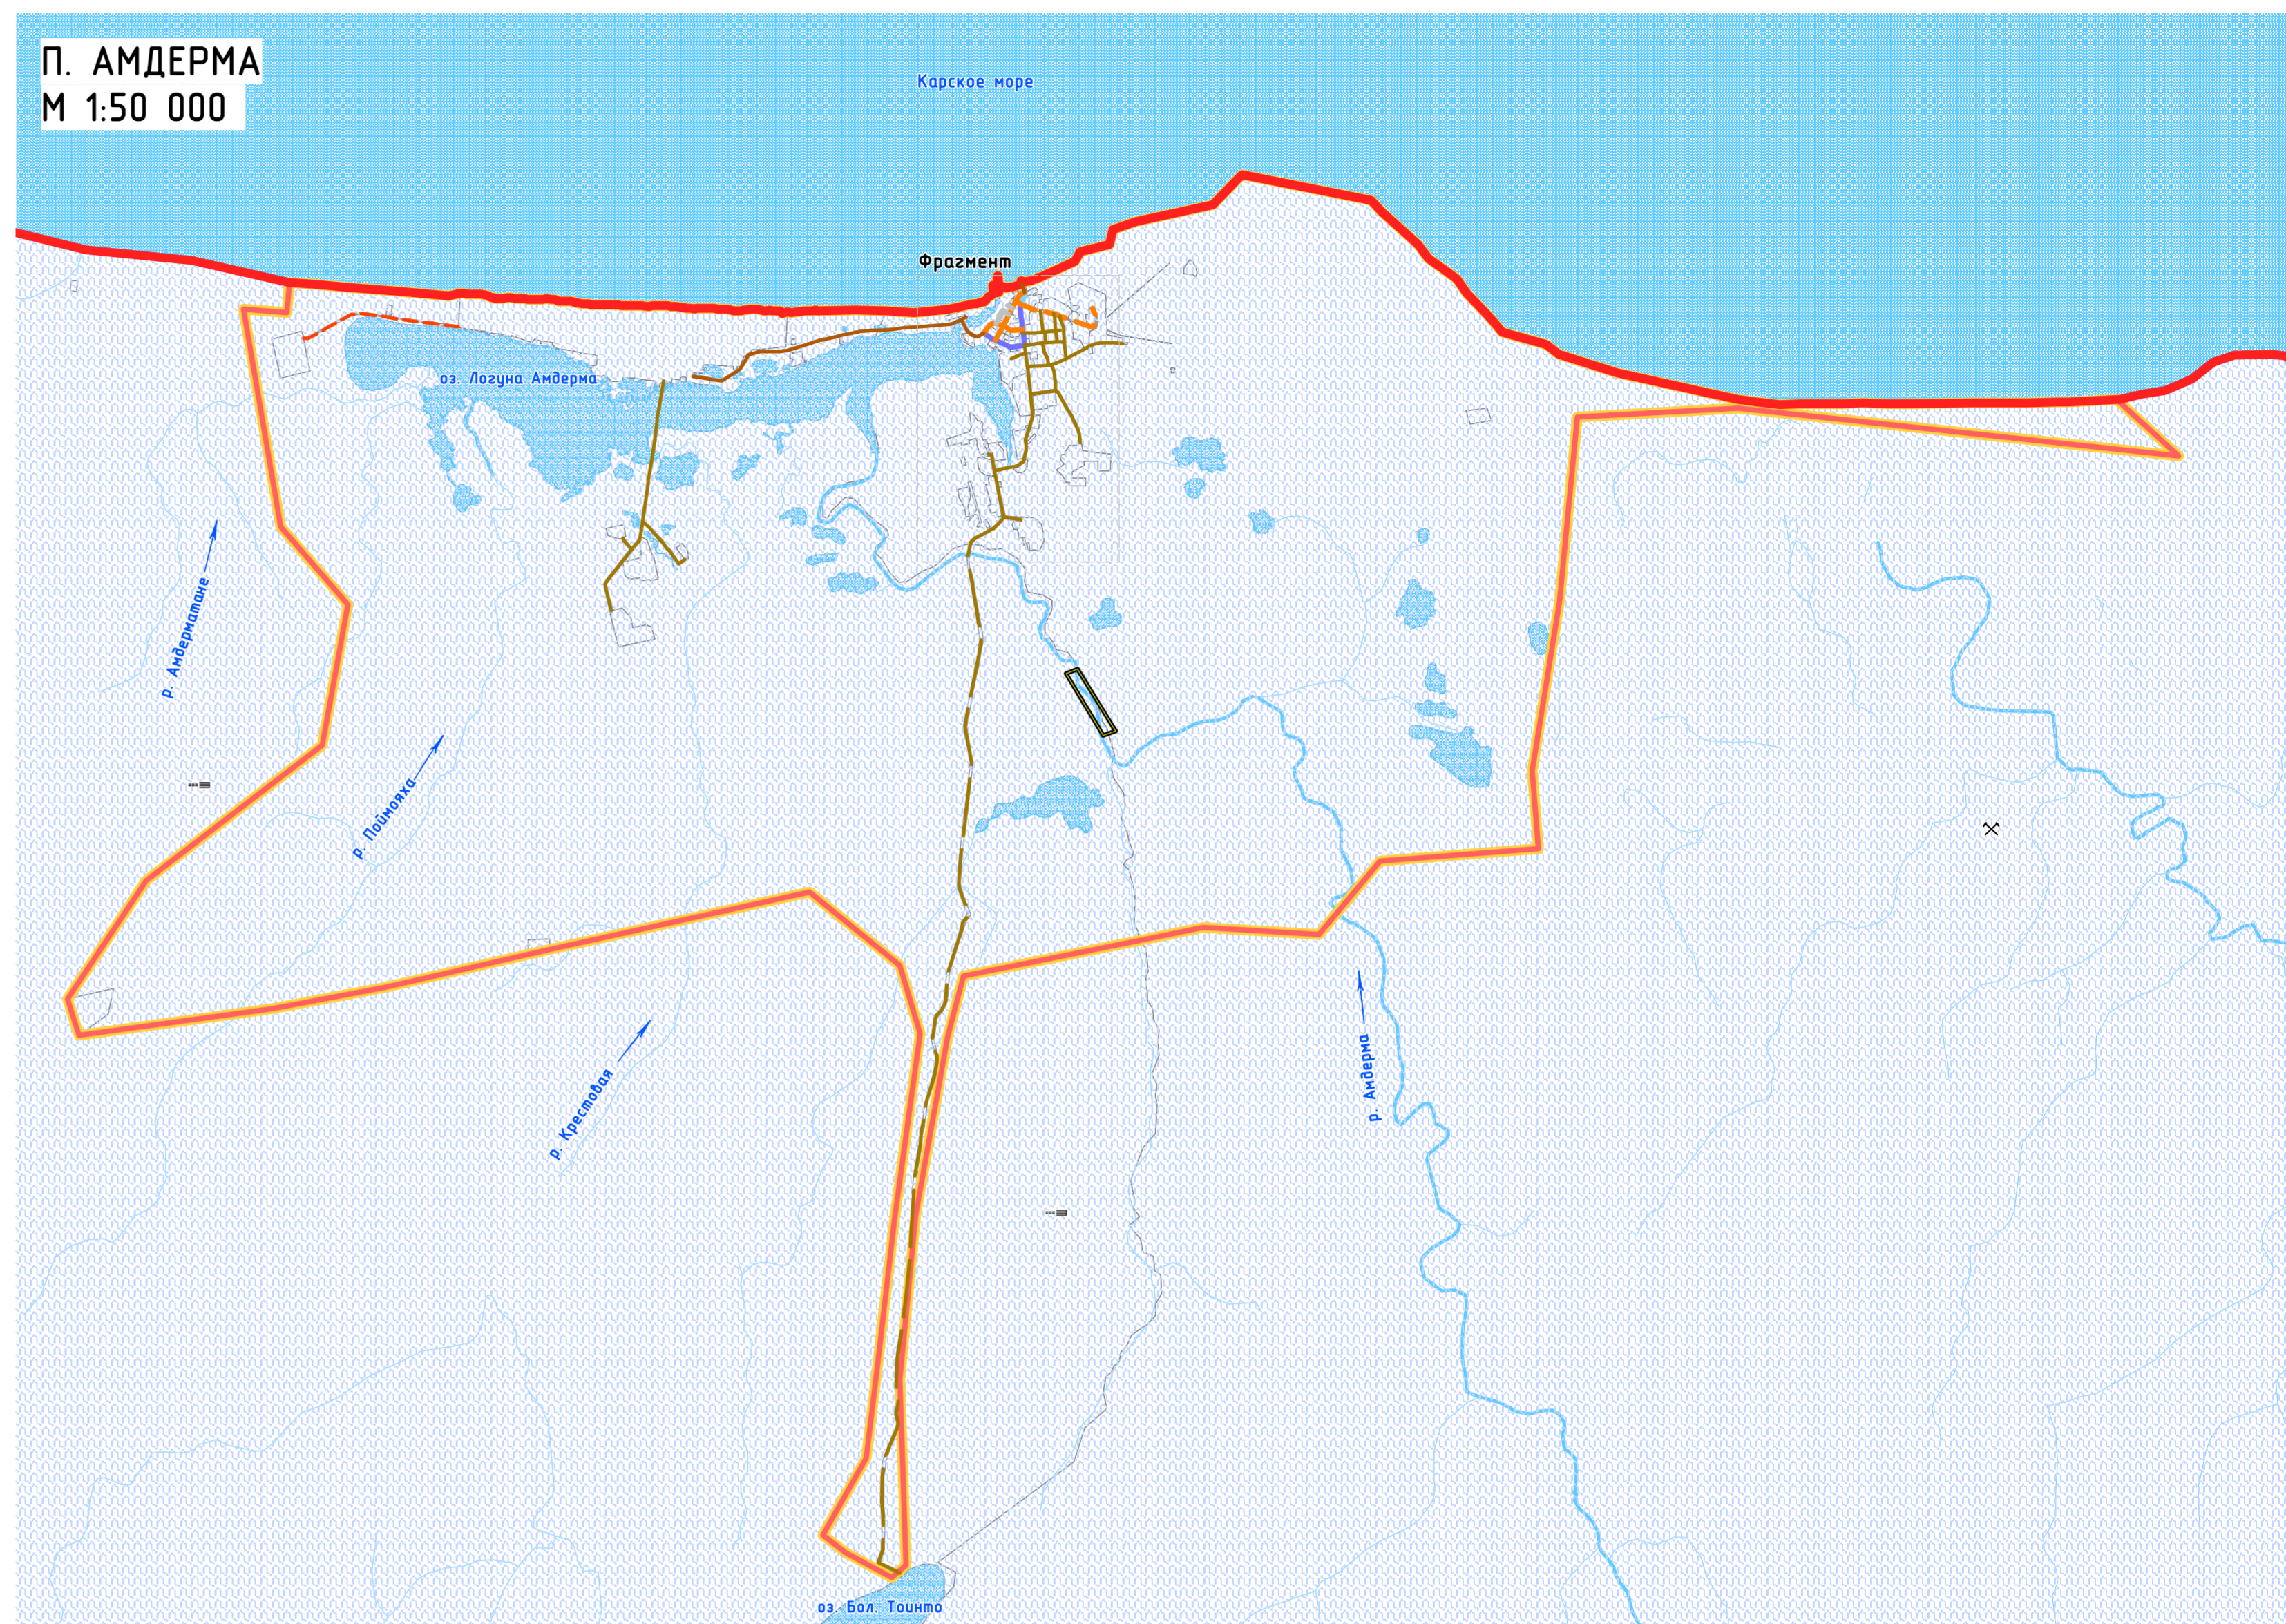 П. АМДЕРМА
М 1:50 000
Карское море
Фрагмент
оз. Логуна Амдерма
р. Амдерматане
р. Поймояха
р. Крестовая
р. Амдерма
оз. Бол. Тоинто